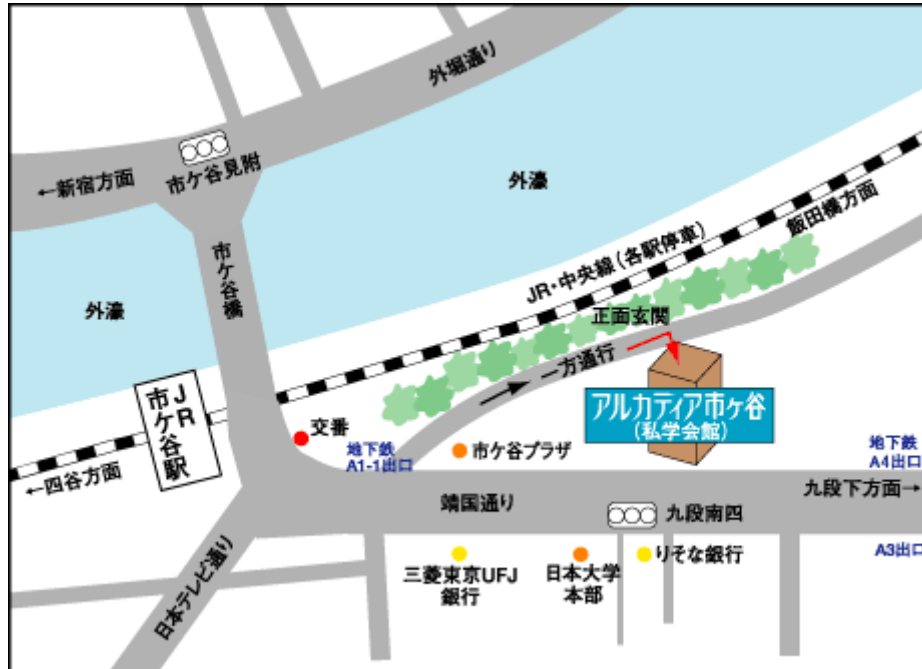 外堀通り
市ケ谷見附
←新宿方面
外濠
飯田橋方面
市ケ谷橋
JR・中央線(各駅停車)
外濠
正面玄関
一方通行
アルカディア市ヶ谷
(私学会館)
JR
市ケ谷駅
交番
地下鉄
A1-1出口
市ケ谷プラザ
地下鉄
A4出口
←四谷方面
九段下方面→
靖国通り
九段南四
日本テレビ通り
三菱東京UFJ
銀行
日本大学
本部
りそな銀行
A3出口